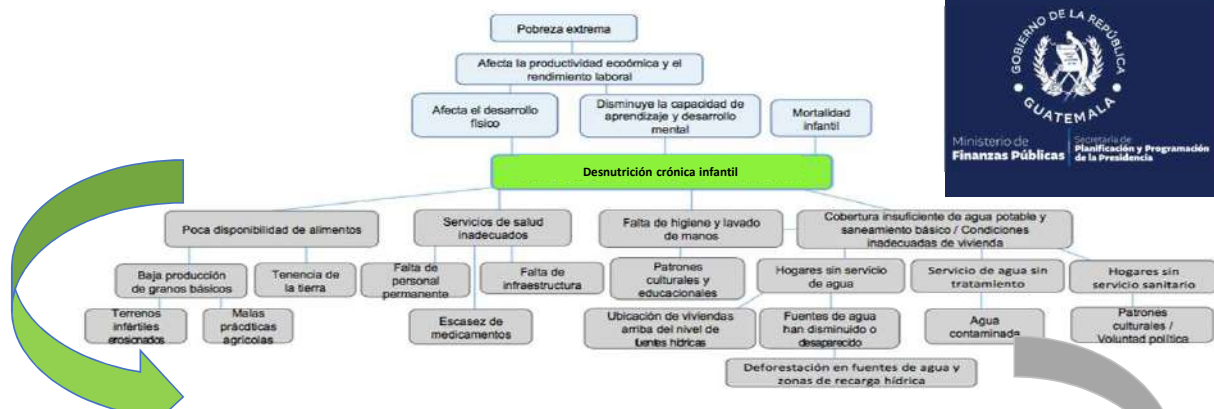 GOBIERNO DE LA REPÚBLICA
GUATEMALA
Ministerio de
Finanzas Públicas
Secretaría de
Planificación y Programación
de la Presidencia
Pobreza extrema
Afecta la productividad ecoómica y el
rendimiento laboral
Afecta el desarrollo
físico
Disminuye la capacidad de
aprendizaje y desarrollo
mental
Mortalidad
infantil
Desnutrición crónica infantil
Poca disponibilidad de alimentos
Servicios de salud
inadecuados
Falta de higiene y lavado
de manos
Cobertura insuficiente de agua potable y
saneamiento básico / Condiciones
inadecuadas de vivienda
Baja producción
de granos básicos
Tenencia de
la tierra
Falta de
personal
permanente
Falta de
infraestructura
Patrones
culturales y
educacionales
Hogares sin servicio
de agua
Servicio de agua sin
tratamiento
Hogares sin
servicio sanitario
Terrenos
infértiles
erosionados
Malas
prácdticas
agrícolas
Escasez de
medicamentos
Ubicación de viviendas
arriba del nivel de
fuentes hídricas
Fuentes de agua
han disminuido o
desaparecido
Agua
contaminada
Patrones
culturales /
Voluntad política
Deforestación en fuentes de agua y
zonas de recarga hídrica